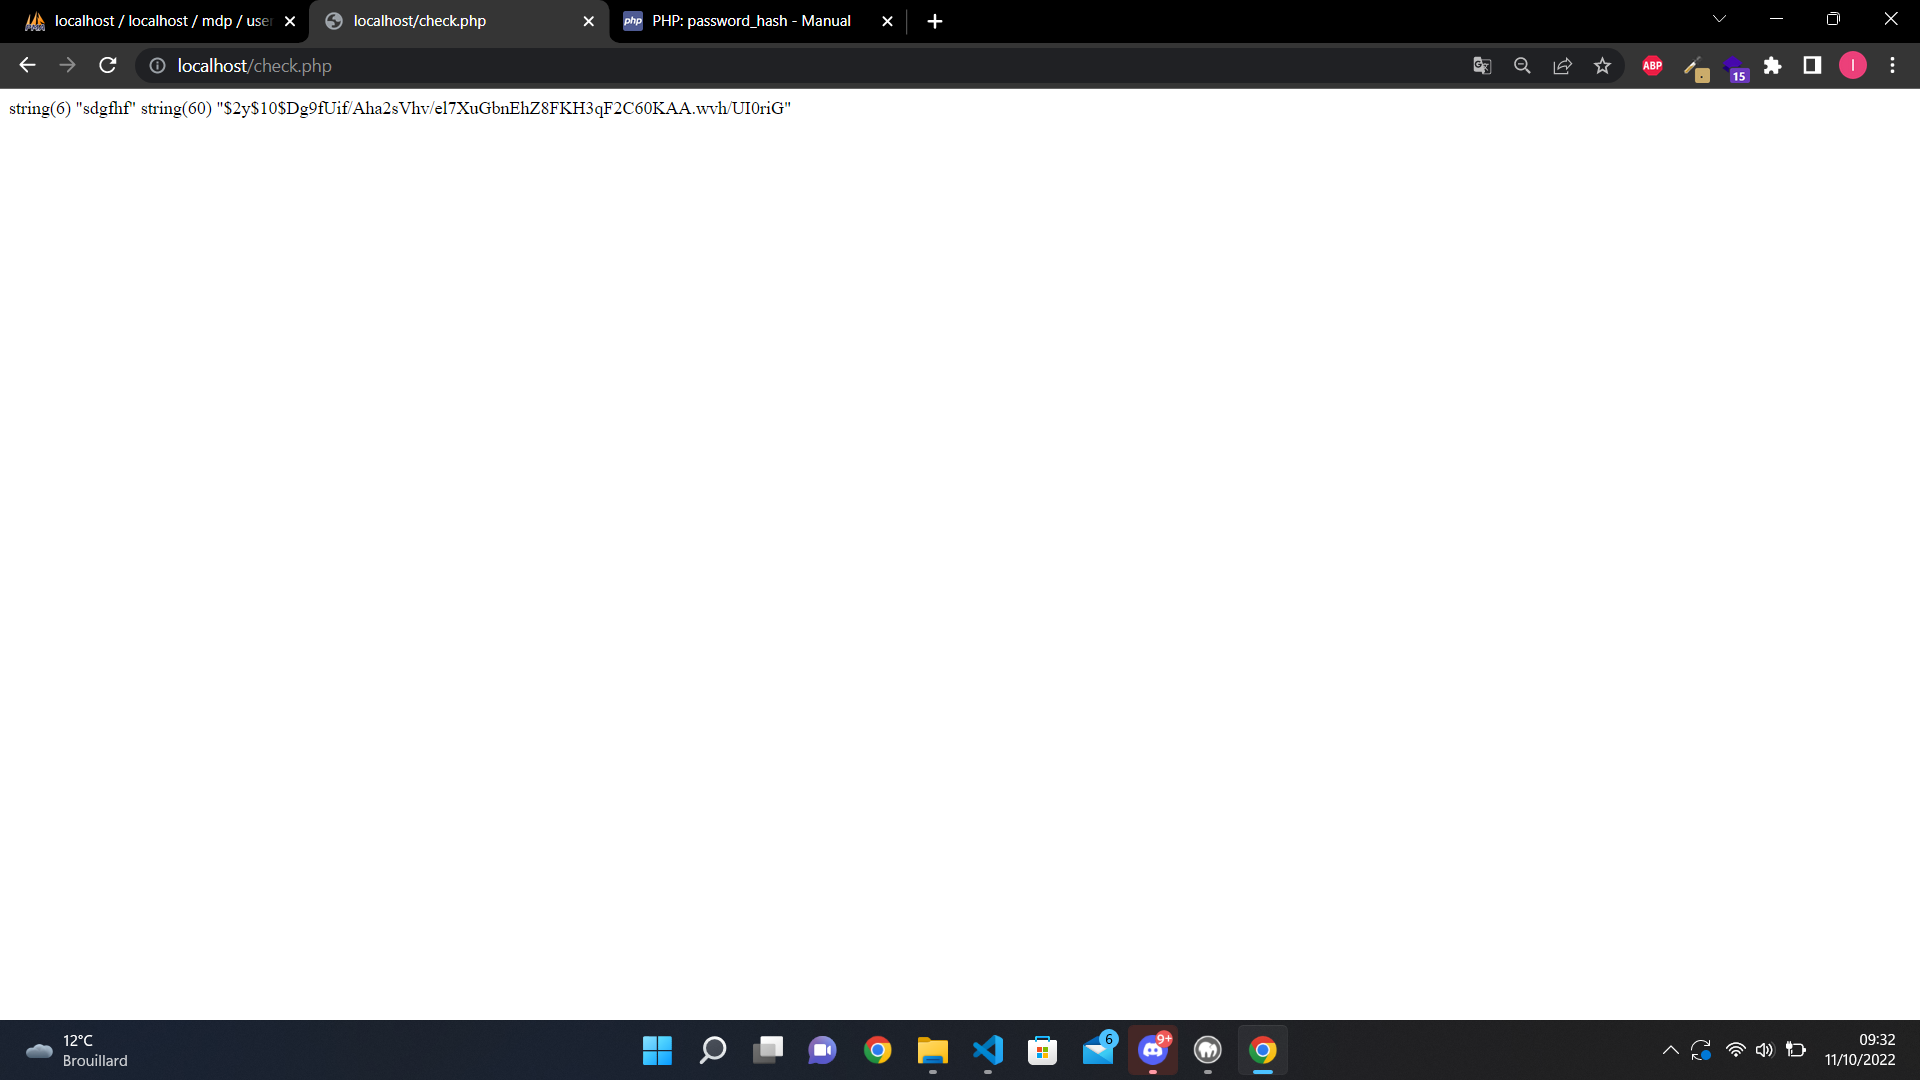 localhost / localhost / mdp / user
localhost/check.php
php
PHP: password_hash - Manual
localhost/check.php
ABP
15
I
string(6) "sdgfhf" string(60) "$2y$10$Dg9fUif/Aha2sVhv/el7XuGbnEhZ8FKH3qF2C60KAA.wvh/UI0riG"
12°C
Brouillard
6
9+
09:32
11/10/2022